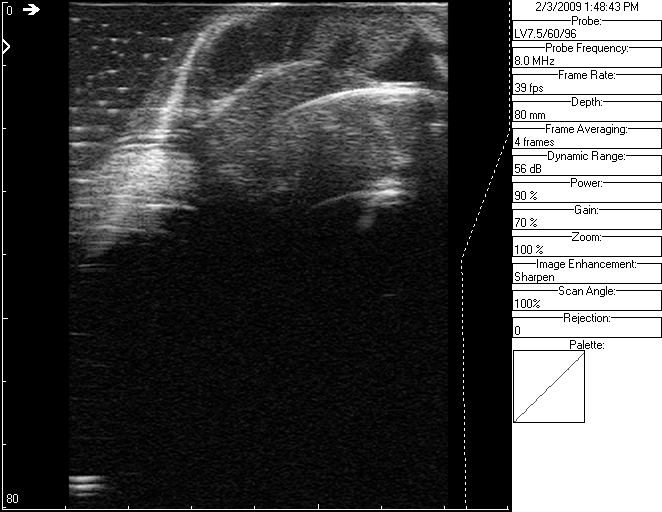 0
80
2/3/2009 1:48:43 PM
Probe:
LV7.5/60/96
Probe Frequency:
8.0 MHz
Frame Rate:
39 fps
Depth:
80 mm
Frame Averaging:
4 frames
Dynamic Range:
56 dB
Power:
90 %
Gain:
70 %
Zoom:
100 %
Image Enhancement:
Sharpen
Scan Angle:
100%
Rejection:
0
Palette: